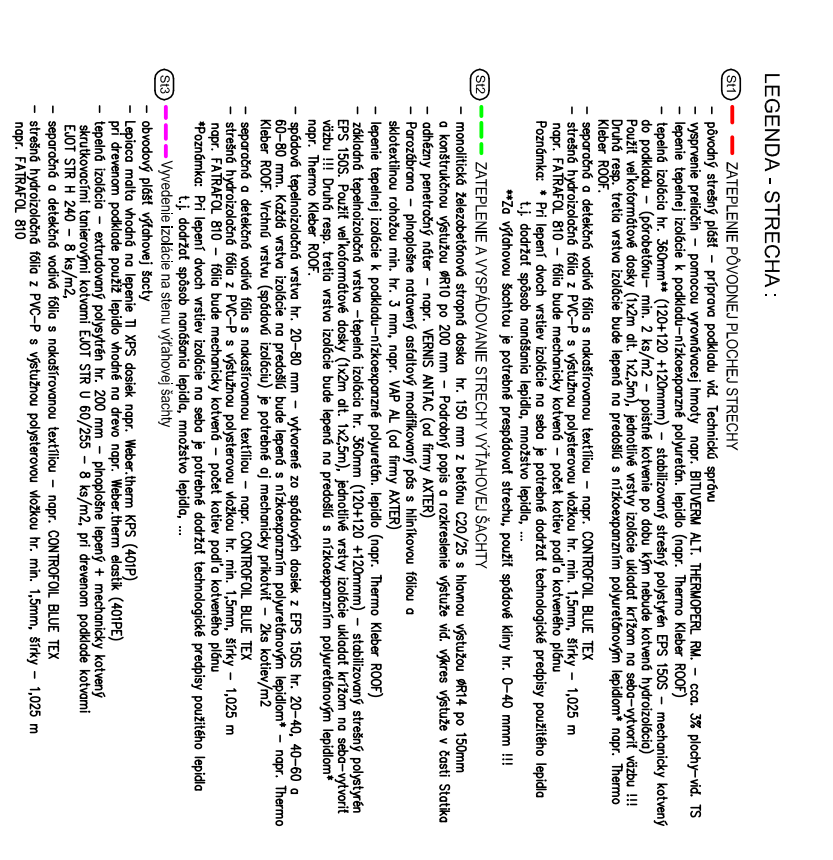 LEGENDA - STRECHA :
St1 ZATEPLENIE PÔVODNEJ PLOCHEJ STRECHY
– pôvodný strešný plášť – príprava podkladu viď. Technickú správu
– vysprvenie preliačin – pomocou vyrovnávacej hmoty napr. BITUVERM ALT. THERMOPERL RM. – cca. 3% plochy–viď. TS
– lepenie tepelnej izolácie k podkladu–nízkoexpanzné polyuretán. lepidlo (napr. Thermo Kleber ROOF)
– tepelná izolácia hr. 360mm** (120+120 +120mmm) – stabilizovaný strešný polystyrén EPS 150S – mechanicky kotvený
do podkladu – (pórobetónu– min. 2 ks/m2 – poistné kotvenie po dobu kým nebude kotvená hydroizolácia)
Použiť veľkoformátové dosky (1x2m alt. 1x2,5m), jednotlivé vrstvy izolácie ukladať krížom na seba–vytvoriť väzbu !!!
Druhá resp. tretia vrstva izolácie bude lepená na predošlú s nízkoexpanzním polyuretánovým lepidlom* napr. Thermo
Kleber ROOF.
– separačná a detekčná vodivá fólia s nakašírovanou textíliou – napr. CONTROFOIL BLUE TEX
– strešná hydroizolačná fólia z PVC–P s výstužnou polysterovou vložkou hr. min. 1,5mm, šírky – 1,025 m
napr. FATRAFOL 810 – fólia bude mechanicky kotvená – počet kotiev podľa kotveného plánu
Poznámka: * Pri lepení dvoch vrstiev izolácie na seba je potrebné dodržať technologické predpisy použitého lepidla
t.j. dodržať spôsob nanášania lepidla, množstvo lepidla, ...
**Za výťahovou šachtou je potrebné prespádovať strechu, použiť spádové kliny hr. 0–40 mmm !!!
St2 ZATEPLENIE A VYSPÁDOVANIE STRECHY VÝŤAHOVEJ ŠACHTY
– monolitická železobetónová stropná doska hr. 150 mm z betónu C20/25 s hlavnou výstužou ØR14 po 150mm
a konštrukčnou výstužou ØR10 po 200 mm – Podrobný popis a rozkreslenie výstuže viď. výkres výstuže v časti Statika
– adhézny penetračný náter – napr. VERNIS ANTAC (od firmy AXTER)
– Parozábrana – plnoplošne natavený asfaltový modifikovaný pás s hliníkovou fóliou a
sklotextilnou rohožou min. hr. 3 mm, napr. VAP AL (od firmy AXTER)
– lepenie tepelnej izolácie k podkladu–nízkoexpanzné polyuretán. lepidlo (napr. Thermo Kleber ROOF)
– základná tepelnoizolačná vrstva –tepelná izolácia hr. 360mm (120+120 +120mmm) – stabilizovaný strešný polystyrén
EPS 150S. Použiť veľkoformátové dosky (1x2m alt. 1x2,5m), jednotlivé vrstvy izolácie ukladať krížom na seba–vytvoriť
väzbu !!! Druhá resp. tretia vrstva izolácie bude lepená na predošlú s nízkoexpanzním polyuretánovým lepidlom*
napr. Thermo Kleber ROOF.
– spádová tepelnoizolačná vrstva hr. 20–80 mm – vytvarené zo spádových dosiek z EPS 150S hr. 20–40, 40–60 a
60–80 mm. Každá vrstva izolácie na predošlú bude lepená s nízkoexpanzním polyuretánovým lepidlom* – napr. Thermo
Kleber ROOF. Vrchnú vrstvu (spádovú izoláciu) je potrebné aj mechanicky prikotviť – 2ks kotiev/m2
– separačná a detekčná vodivá fólia s nakašírovanou textíliou – napr. CONTROFOIL BLUE TEX
– strešná hydroizolačná fólia z PVC–P s výstužnou polysterovou vložkou hr. min. 1,5mm, šírky – 1,025 m
napr. FATRAFOL 810 – fólia bude mechanicky kotvená – počet kotiev podľa kotveného plánu
*Poznámka: Pri lepení dvoch vrstiev izolácie na seba je potrebné dodržať technologické predpisy použitého lepidla
t.j. dodržať spôsob nanášania lepidla, množstvo lepidla, ...
St3 Vyvedenie izolácie na stenu výťahovej šachty
– obvodový plášť výťahovej šachty
– Lepiaca malta vhodná na lepenie TI XPS dosiek napr. Weber.therm KPS (401P)
pri drevenom podklade použiť lepidlo vhodné na drevo napr. Weber.therm elastik (401PE)
– tepelná izolácia – extrudovaný polysytrén hr. 200 mm – plnoplošne lepený + mechanicky kotvený
skrutkovacími tanierovými kotvami EJOT STR U 60/255 – 8 ks/m2, pri drevenom podklade kotvami
EJOT STR H 240 – 8 ks/m2,
– separačná a detekčná vodivá fólia s nakašírovanou textíliou – napr. CONTROFOIL BLUE TEX
– strešná hydroizolačná fólia z PVC–P s výstužnou polysterovou vložkou hr. min. 1,5mm, šírky – 1,025 m
napr. FATRAFOL 810